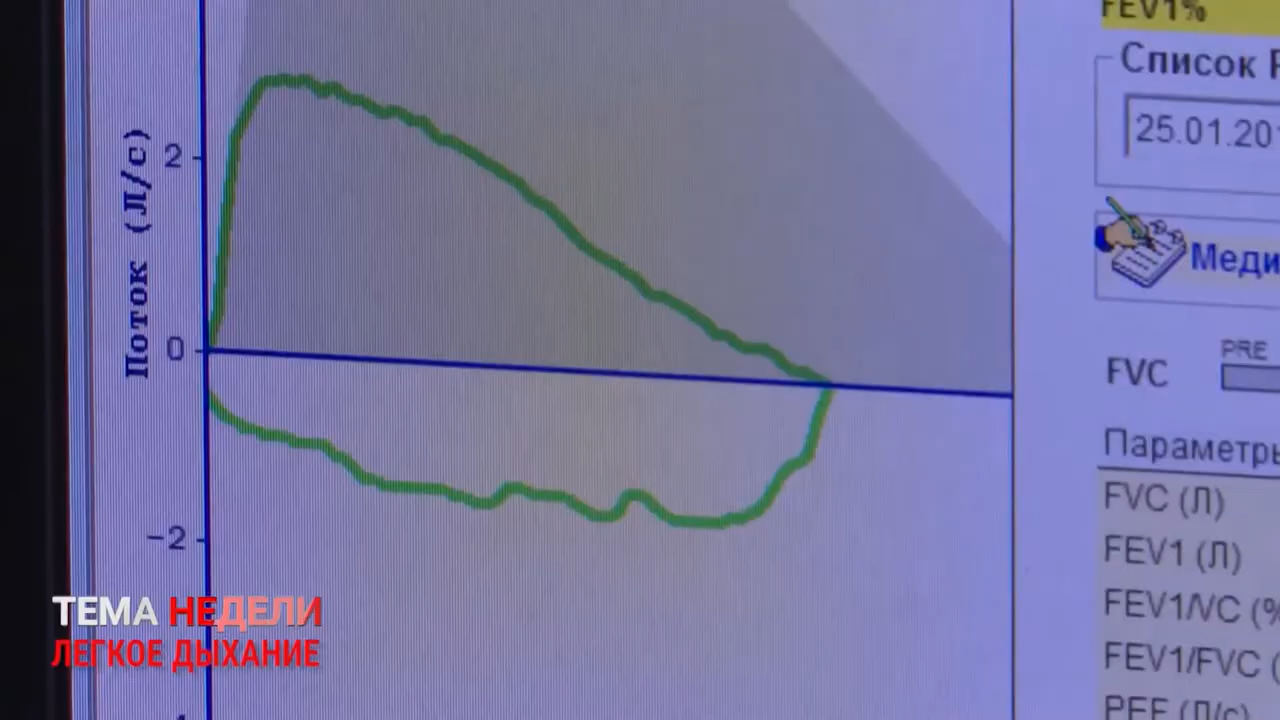 FEV1%
Список
25.01.20
Меди
PRE
FVC
Параметры
FVC (Л)
FEV1 (Л)
FEV1/VC (%
FEV1/FVC (
PEF (Л/с)
Поток (Л/с)
2
0
-2
ТЕМА НЕДЕЛИ
ЛЕГКОЕ ДЫХАНИЕ